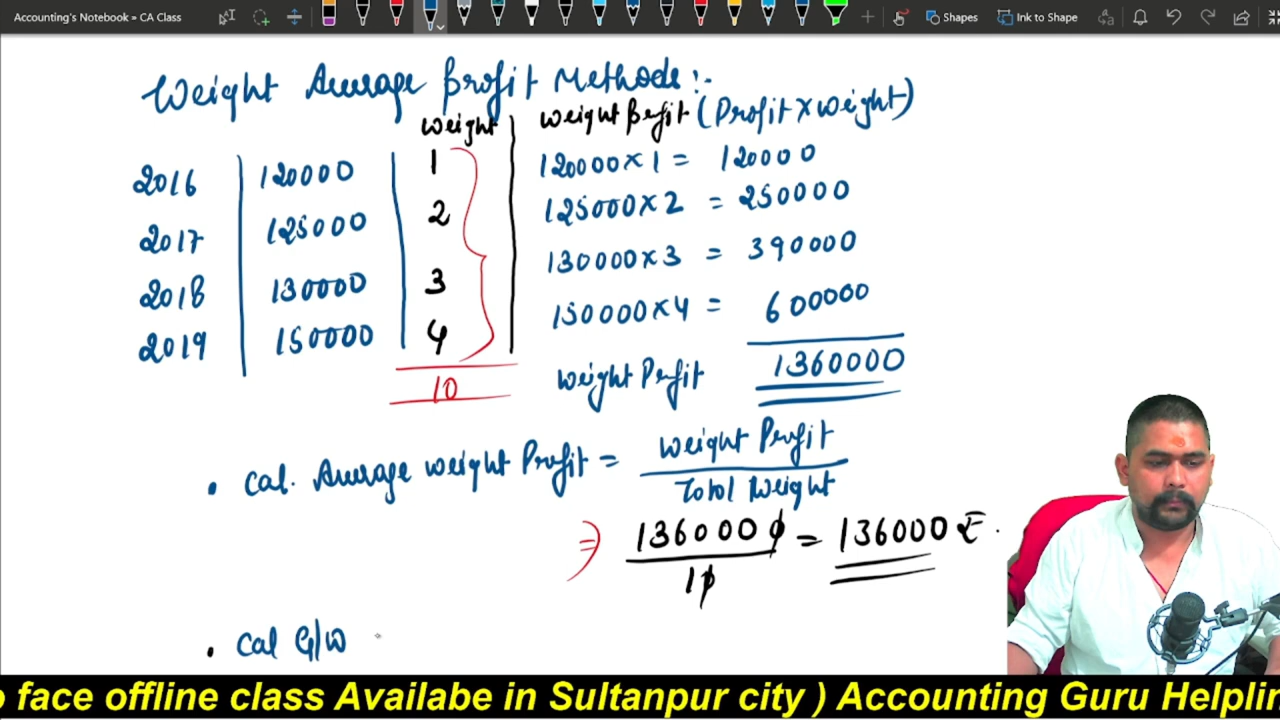 Accounting's Notebook » CA Class
Shapes
Ink to Shape
Weight Average Profit Methode :-
Weight
Weight Profit (Profit X weight)
2016 120000 1 120000 X 1 = 120000
2017 125000 2 125000 X 2 = 250000
2018 130000 3 130000 X 3 = 390000
2019 150000 4 150000 X 4 = 600000
10 Weight Profit 1360000
• Cal. Average weight Profit = Weight Profit
Total Weight
⇒ 1360000 = 136000 ₹.
10
• Cal G/W
o face offline class Availabe in Sultanpur city ) Accounting Guru Helplin